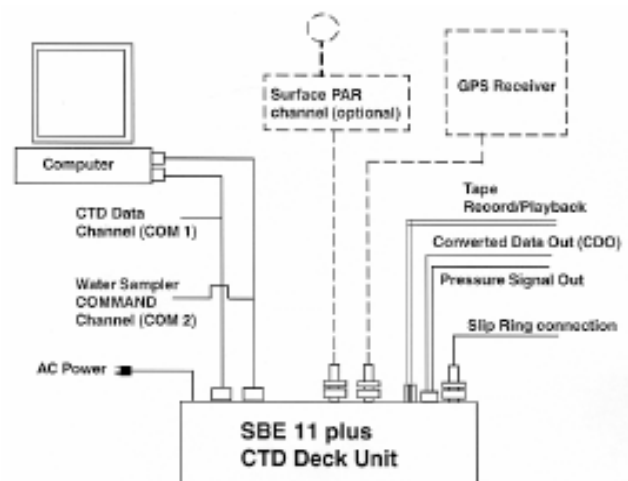 Surface PAR
channel (optional)
GPS Receiver
Computer
Tape
Record/Playback
CTD Data
Channel (COM 1)
Converted Data Out (CDO)
Pressure Signal Out
Water Sampler
COMMAND
Channel (COM 2)
Slip Ring connection
AC Power
SBE 11 plus
CTD Deck Unit